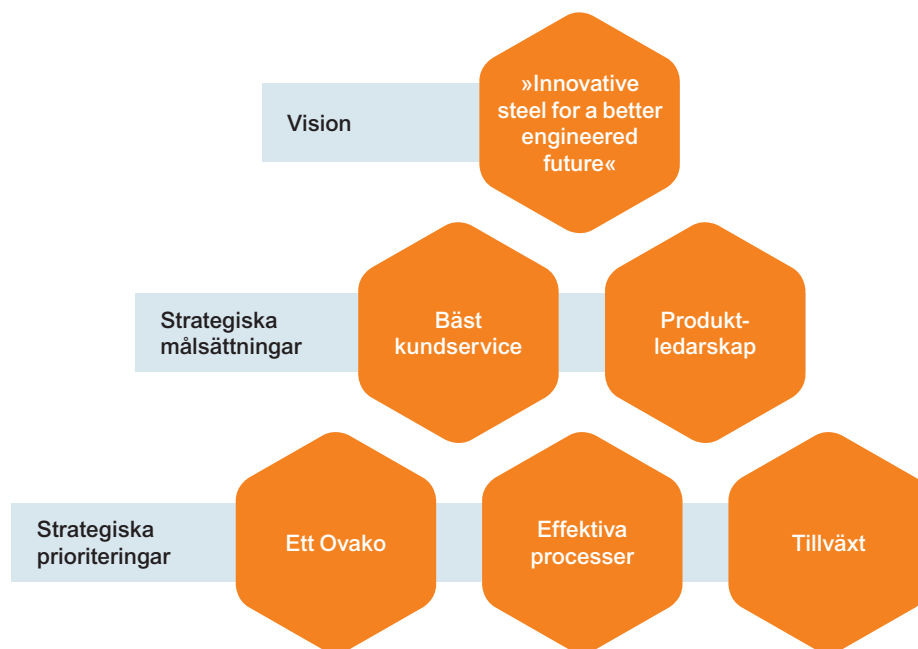 Vision
»Innovative
steel for a better
engineered
future«
Strategiska
målsättningar
Bäst
kundservice
Produkt-
ledarskap
Strategiska
prioriteringar
Ett Ovako
Effektiva
processer
Tillväxt